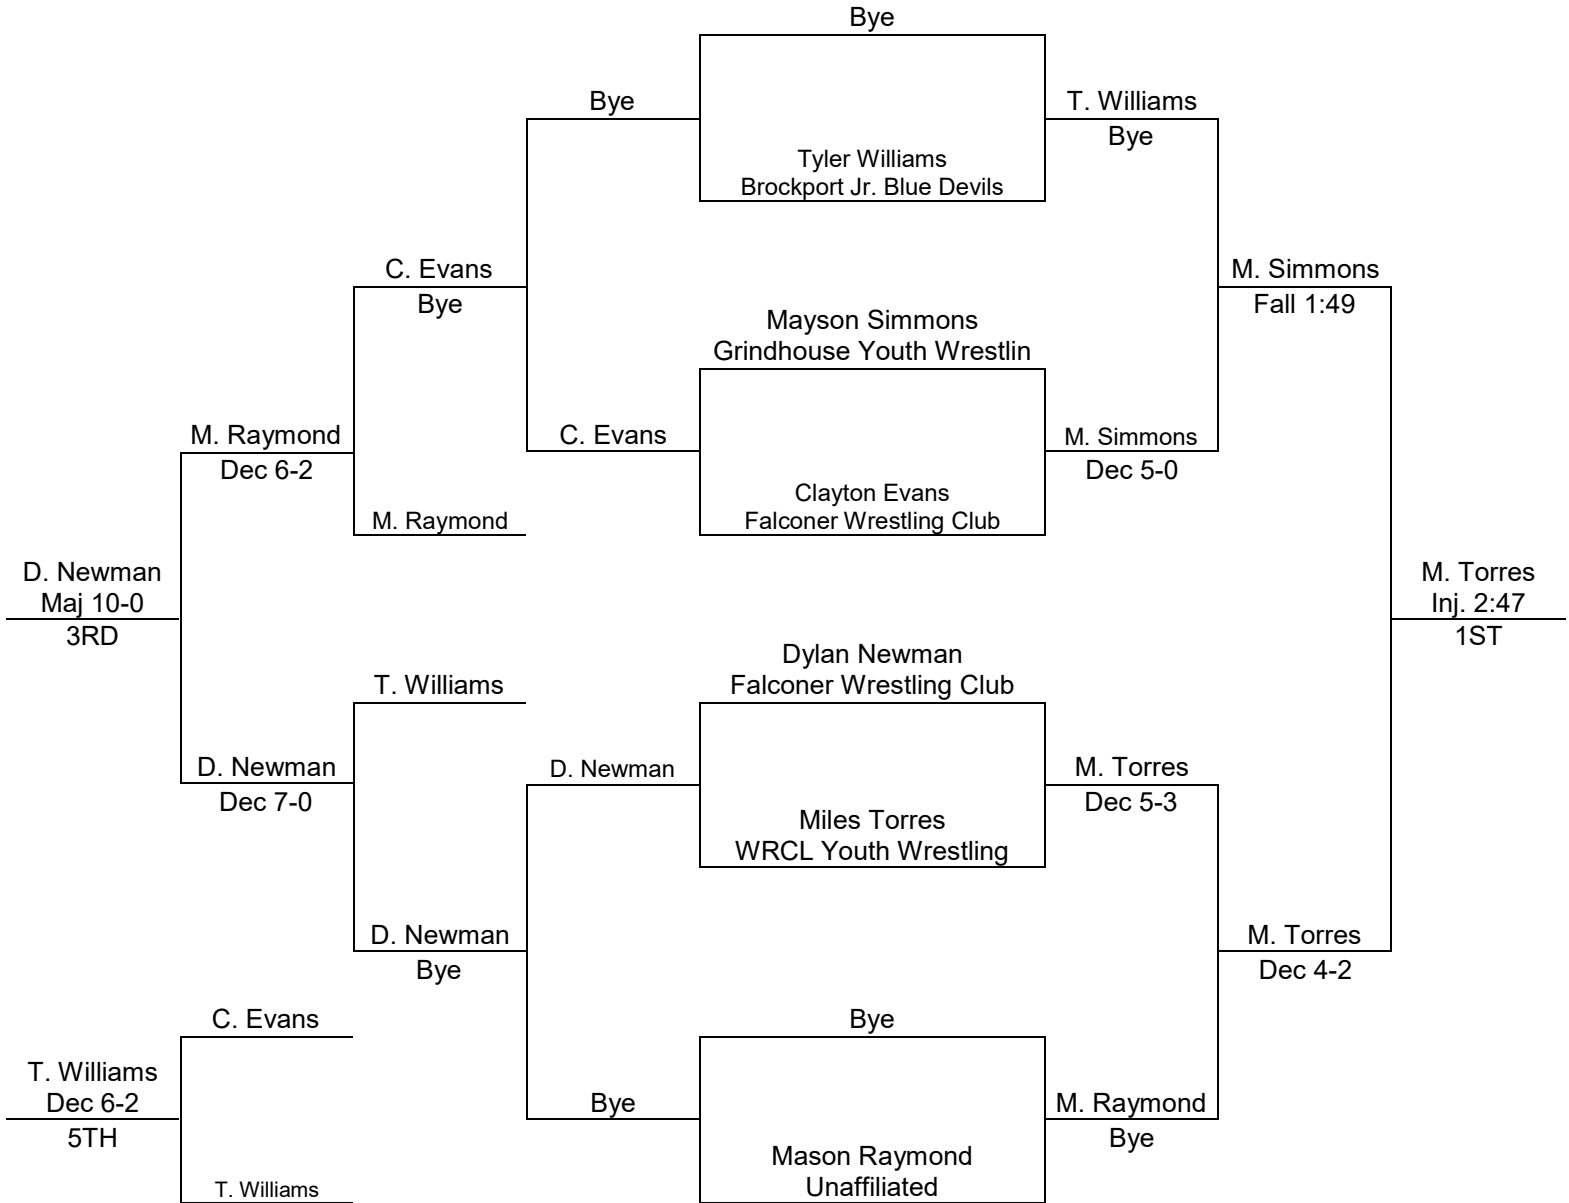 Bye
Bye
T. Williams
Bye
Tyler Williams
Brockport Jr. Blue Devils
C. Evans
Bye
M. Simmons
Fall 1:49
Mayson Simmons
Grindhouse Youth Wrestlin
M. Raymond
Dec 6-2
C. Evans
M. Simmons
Dec 5-0
Clayton Evans
Falconer Wrestling Club
M. Raymond
D. Newman
Maj 10-0
3RD
M. Torres
Inj. 2:47
1ST
Dylan Newman
Falconer Wrestling Club
T. Williams
D. Newman
Dec 7-0
D. Newman
M. Torres
Dec 5-3
Miles Torres
WRCL Youth Wrestling
D. Newman
Bye
M. Torres
Dec 4-2
C. Evans
Bye
T. Williams
Dec 6-2
5TH
Bye
M. Raymond
Bye
Mason Raymond
Unaffiliated
T. Williams